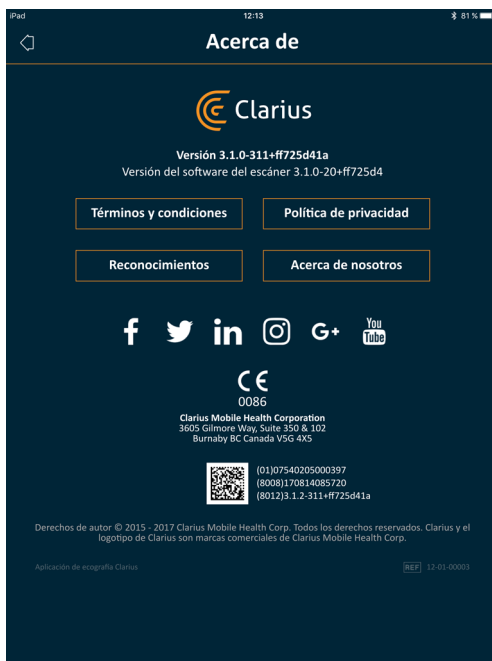 iPad 12:13 81 %
Acerca de
Clarius
Versión 3.1.0-311+ff725d41a
Versión del software del escáner 3.1.0-20+ff725d4
Términos y condiciones Política de privacidad
Reconocimientos Acerca de nosotros
f in G+ You Tube
CE
0086
Clarius Mobile Health Corporation
3605 Gilmore Way, Suite 350 & 102
Burnaby BC Canada V5G 4X5
(01)07540205000397
(8008)170814085720
(8012)3.1.2-311+ff725d41a
Derechos de autor © 2015 - 2017 Clarius Mobile Health Corp. Todos los derechos reservados. Clarius y el
logotipo de Clarius son marcas comerciales de Clarius Mobile Health Corp.
Aplicación de ecografía Clarius REF 12-01-00003